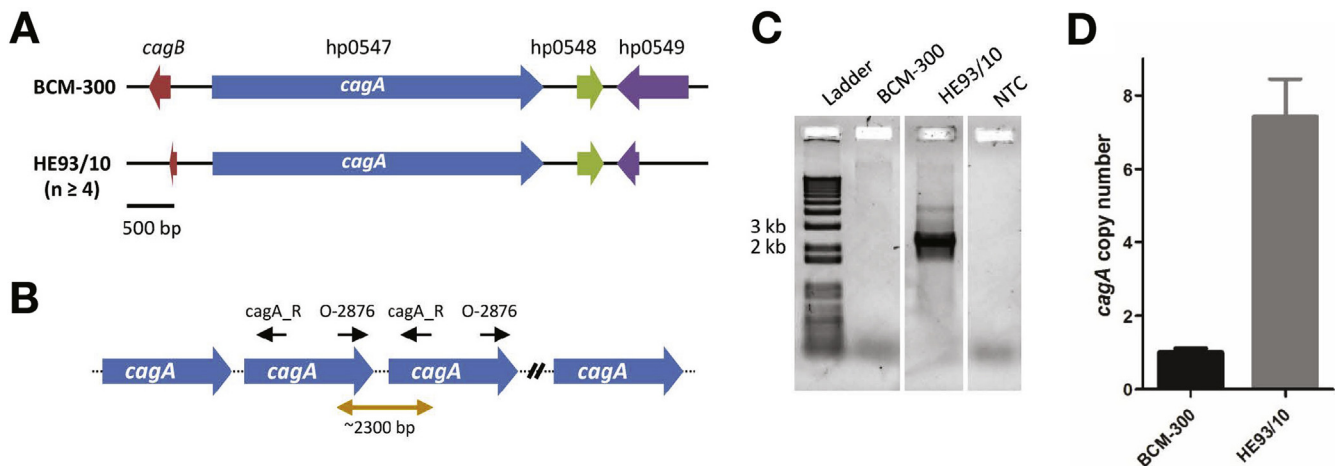 A
cagB
hp0547
hp0548
hp0549
BCM-300
cagA
HE93/10
(n ≥ 4)
cagA
500 bp
B
cagA_R
O-2876
cagA_R
O-2876
cagA
cagA
cagA
cagA
~2300 bp
C
Ladder
BCM-300
HE93/10
NTC
3 kb
2 kb
D
cagA copy number
8
6
4
2
0
BCM-300
HE93/10